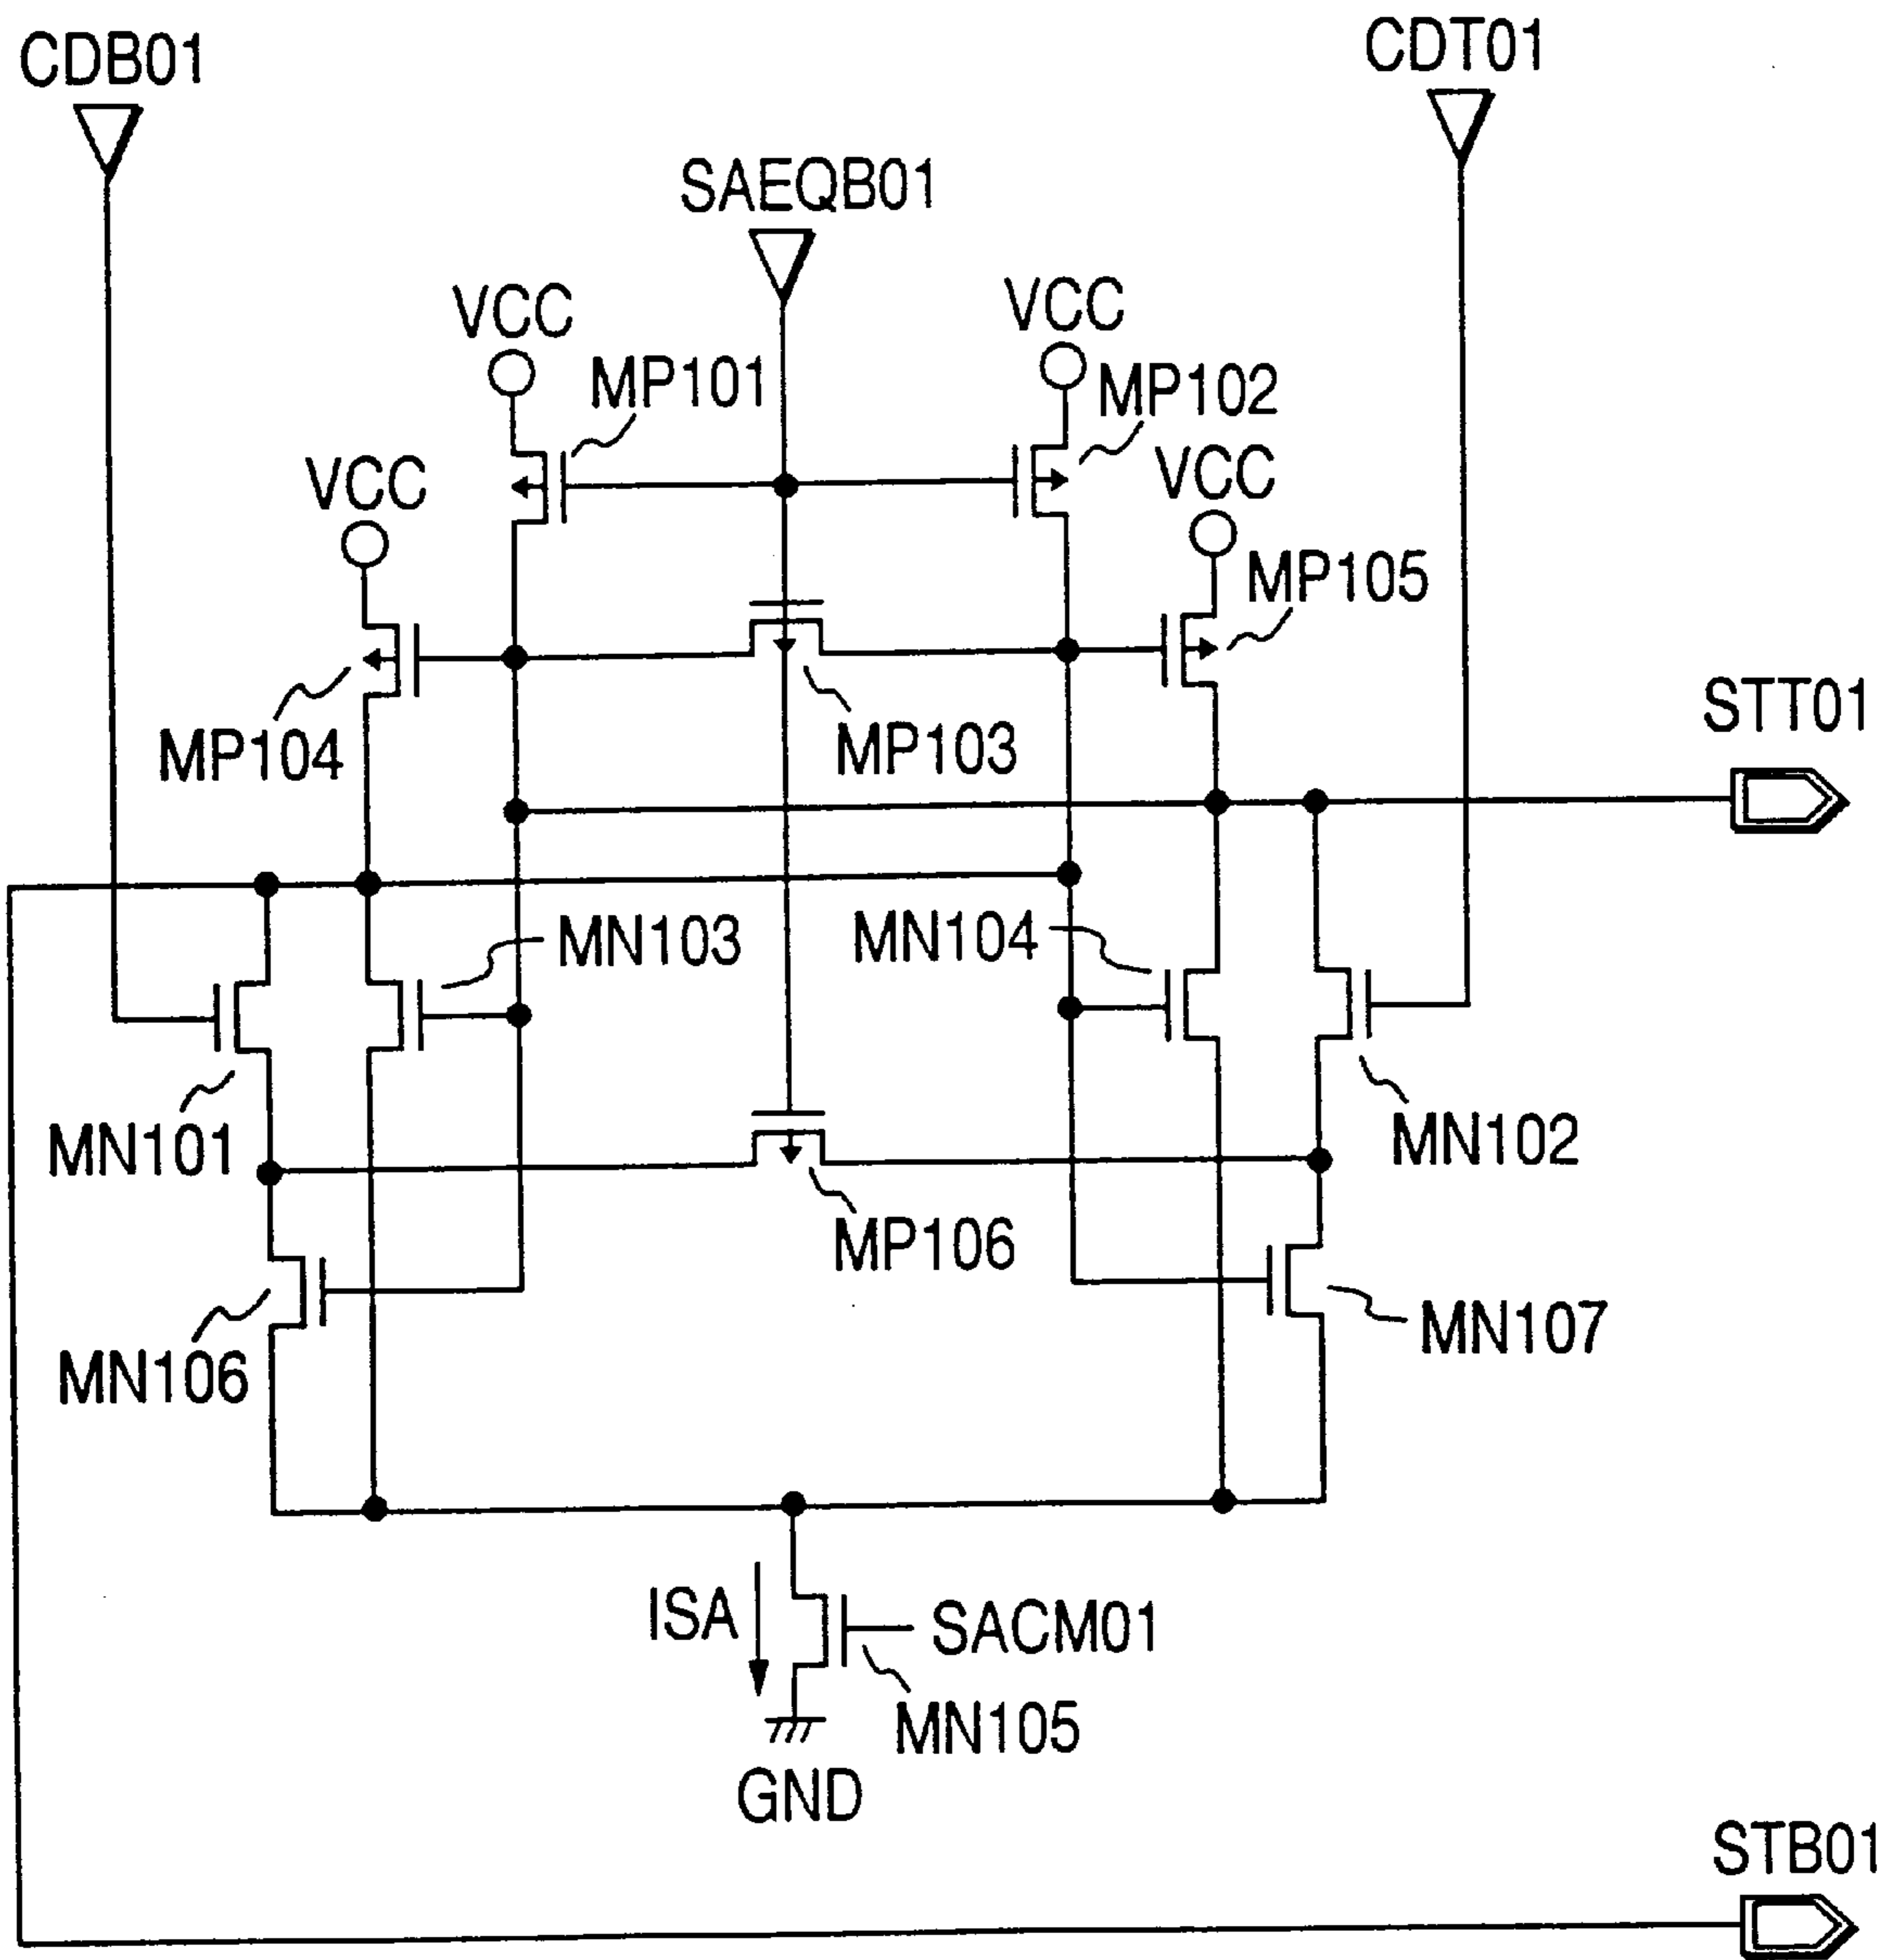 CDB01
CDT01
SAEQB01
VCC
VCC
MP101
MP102
VCC
VCC
MP105
MP104
MP103
STT01
MN103
MN104
MN101
MN102
MP106
MN106
MN107
ISA
SACM01
MN105
GND
STB01